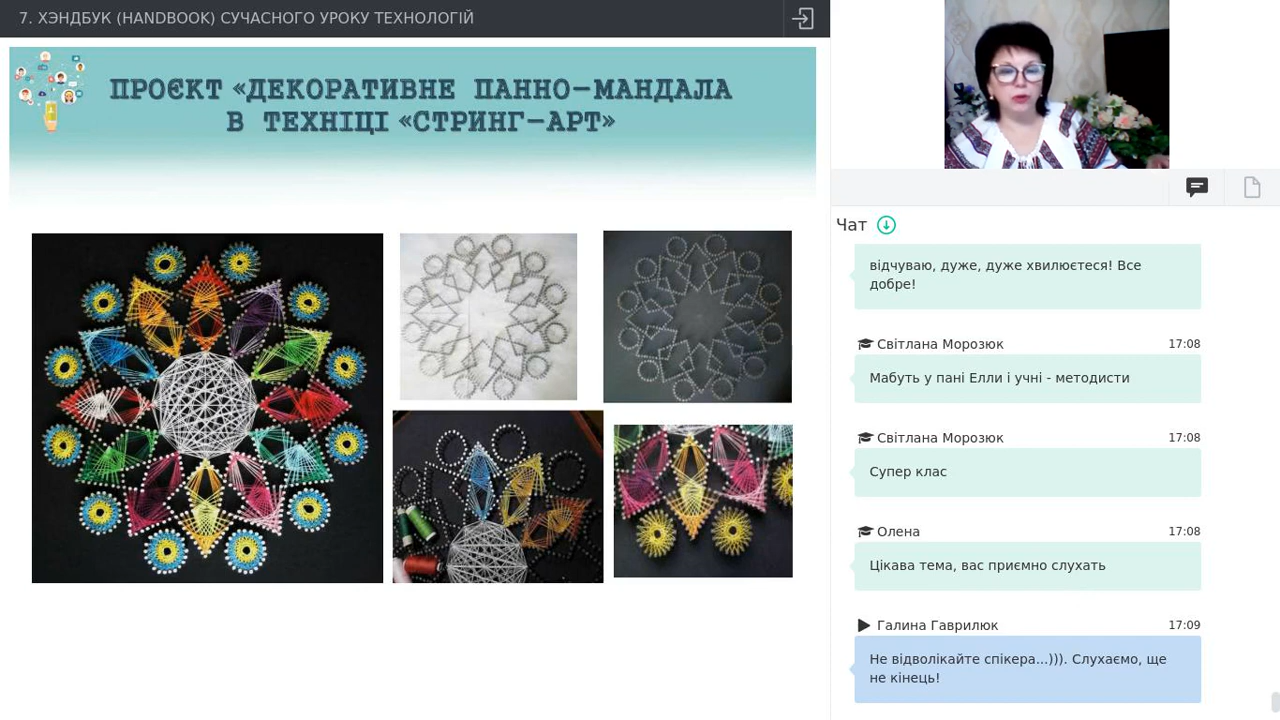 7. ХЭНДБУК (HANDBOOK) СУЧАСНОГО УРОКУ ТЕХНОЛОГІЙ
ПРОЄКТ «ДЕКОРАТИВНЕ ПАННО-МАНДАЛА
В ТЕХНІЦІ «СТРИНГ-АРТ»
Чат
відчуваю, дуже, дуже хвилюєтеся! Все
добре!
Світлана Морозюк 17:08
Мабуть у пані Елли і учні - методисти
Світлана Морозюк 17:08
Супер клас
Олена 17:08
Цікава тема, вас приємно слухать
Галина Гаврилюк 17:09
Не відволікайте спікера...))). Слухаємо, ще
не кінець!